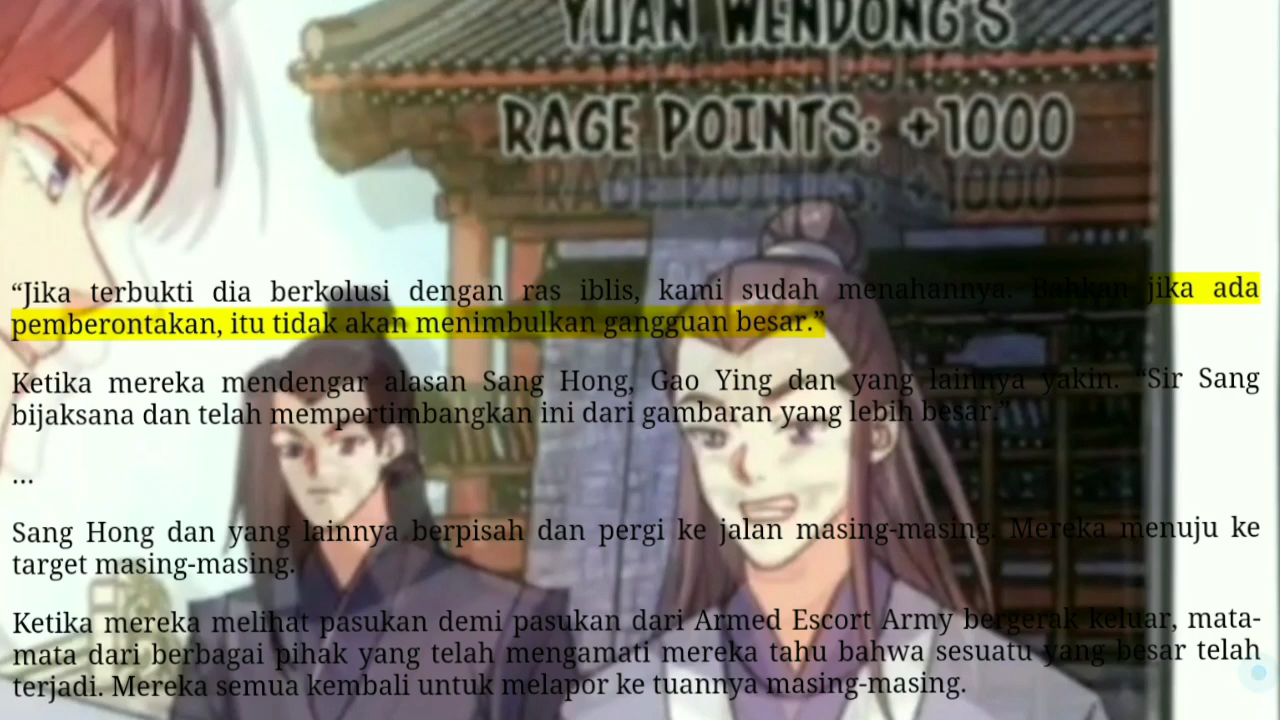 YUAN WENDONG'S
RAGE POINTS: +1000
RAGE POINTS: +1000
“Jika terbukti dia berkolusi dengan ras iblis, kami sudah menahannya. Bahkan jika ada
pemberontakan, itu tidak akan menimbulkan gangguan besar.”
Ketika mereka mendengar alasan Sang Hong, Gao Ying dan yang lainnya yakin. “Sir Sang
bijaksana dan telah mempertimbangkan ini dari gambaran yang lebih besar.”
...
Sang Hong dan yang lainnya berpisah dan pergi ke jalan masing-masing. Mereka menuju ke
target masing-masing.
Ketika mereka melihat pasukan demi pasukan dari Armed Escort Army bergerak keluar, mata-
mata dari berbagai pihak yang telah mengamati mereka tahu bahwa sesuatu yang besar telah
terjadi. Mereka semua kembali untuk melapor ke tuannya masing-masing.